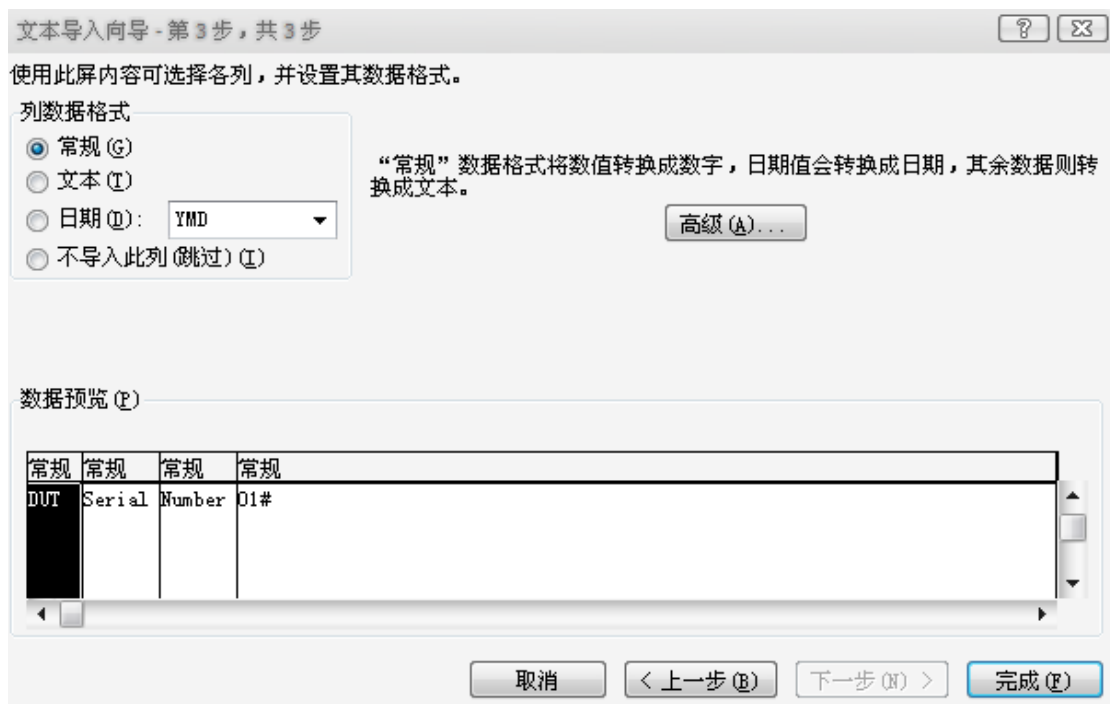 文本导入向导 - 第 3 步，共 3 步
使用此屏内容可选择各列，并设置其数据格式。
列数据格式
常规(G)
文本(T)
日期(D): YMD
不导入此列(跳过)(I)
“常规”数据格式将数值转换成数字，日期值会转换成日期，其余数据则转
换成文本。
高级(A)...
数据预览(P)
常规 常规 常规 常规
DUT Serial Number 01#
取消 < 上一步(B) 下一步(N) > 完成(F)